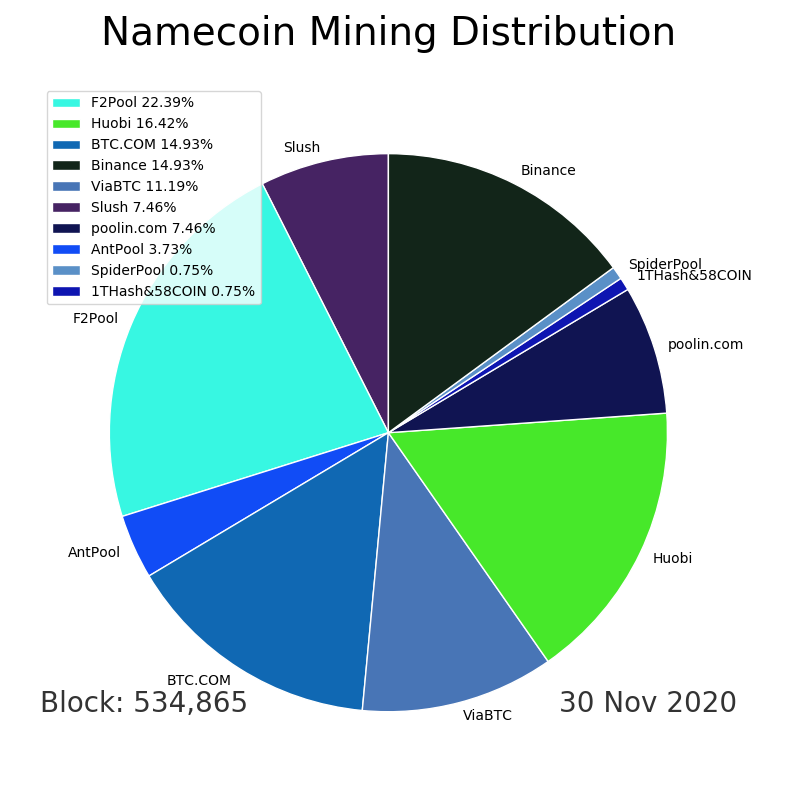 Namecoin Mining Distribution
F2Pool 22.39%
Huobi 16.42%
BTC.COM 14.93%
Binance 14.93%
ViaBTC 11.19%
Slush 7.46%
poolin.com 7.46%
AntPool 3.73%
SpiderPool 0.75%
1THash&58COIN 0.75%
Slush
Binance
SpiderPool
1THash&58COIN
F2Pool
poolin.com
AntPool
Huobi
BTC.COM
ViaBTC
Block: 534,865
30 Nov 2020